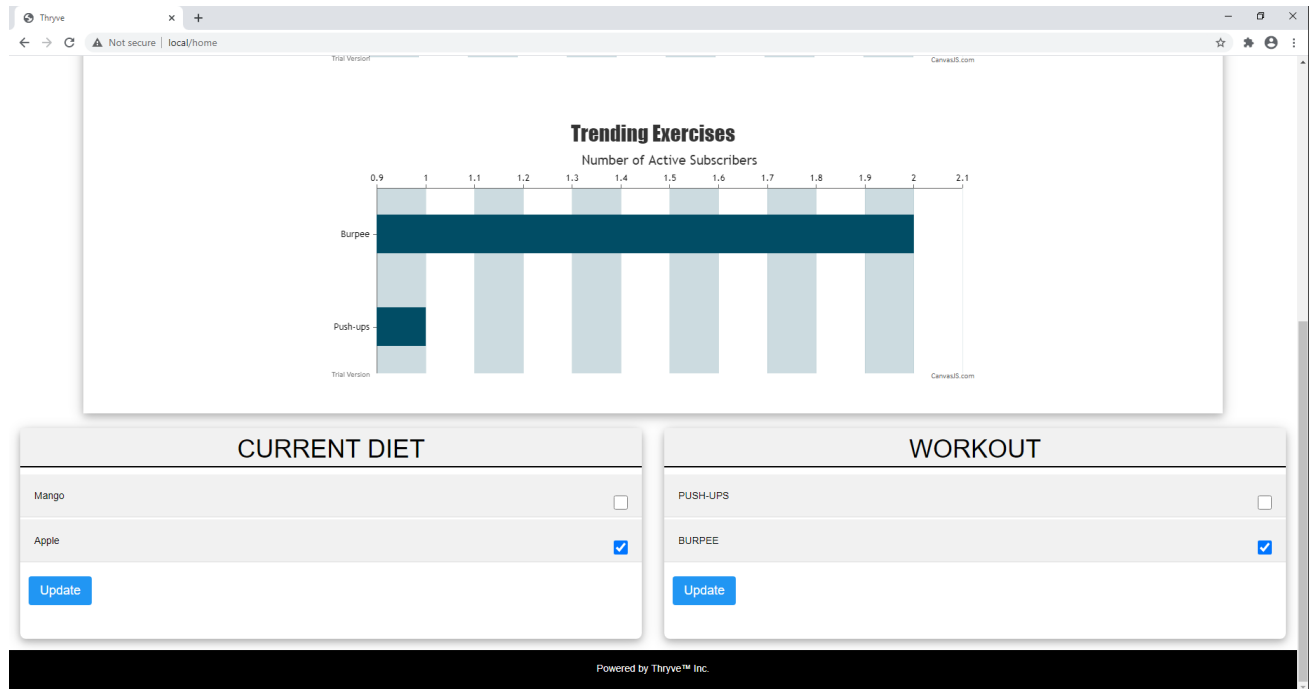 Thryve
Not secure | local/home
Trial Version CanvasJS.com
Trending Exercises
Number of Active Subscribers
0.9 1 1.1 1.2 1.3 1.4 1.5 1.6 1.7 1.8 1.9 2 2.1
Burpee
Push-ups
Trial Version CanvasJS.com
CURRENT DIET
Mango
Apple
Update
WORKOUT
PUSH-UPS
BURPEE
Update
Powered by Thryve™ Inc.